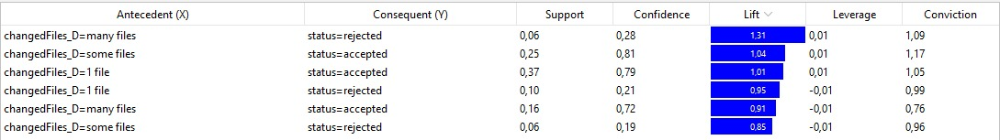 Antecedent (X) Consequent (Y) Support Confidence Lift Leverage Conviction
changedFiles_D=many files status=rejected 0,06 0,28 1,31 0,01 1,09
changedFiles_D=some files status=accepted 0,25 0,81 1,04 0,01 1,17
changedFiles_D=1 file status=accepted 0,37 0,79 1,01 0,01 1,05
changedFiles_D=1 file status=rejected 0,10 0,21 0,95 -0,01 0,99
changedFiles_D=many files status=accepted 0,16 0,72 0,91 -0,01 0,76
changedFiles_D=some files status=rejected 0,06 0,19 0,85 -0,01 0,96